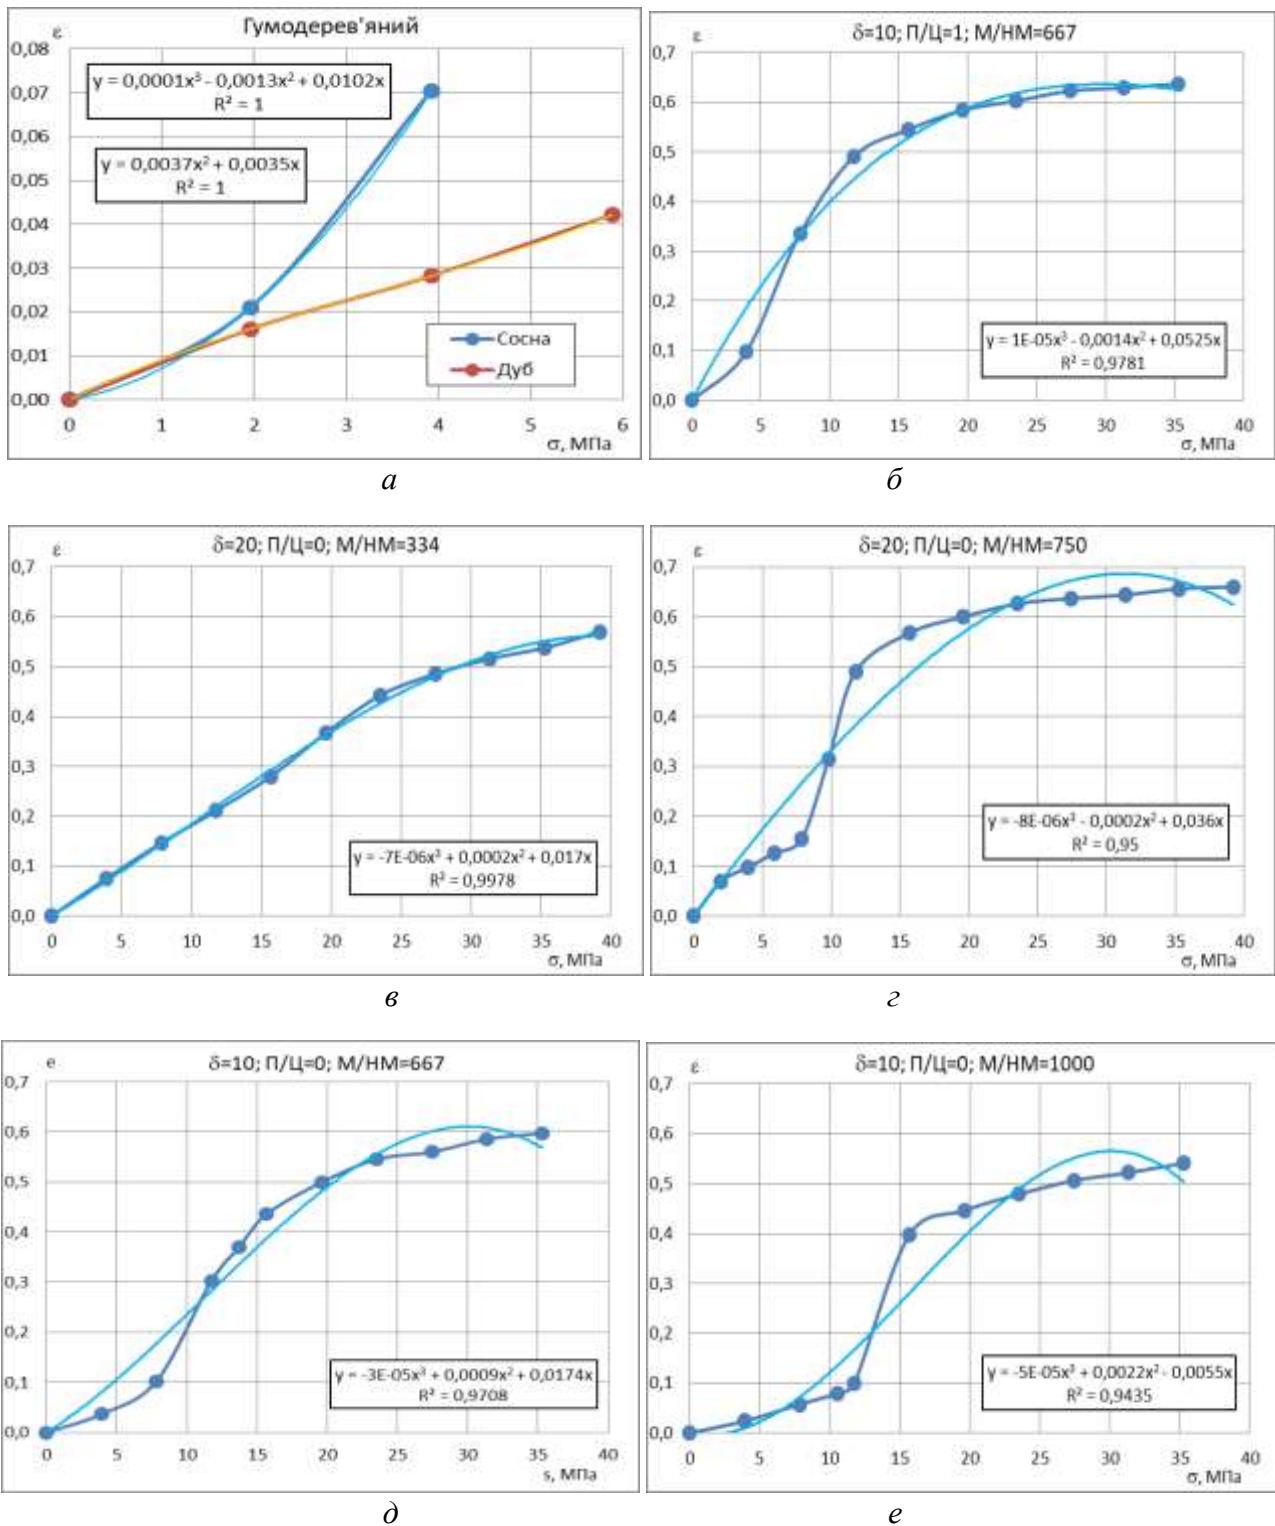 Гумодерев'яний
ε
0,08
0,07
0,06
0,05
0,04
0,03
0,02
0,01
0,00
y = 0,0001x³ - 0,0013x² + 0,0102x
R² = 1
y = 0,0037x² + 0,0035x
R² = 1
Сосна
Дуб
0 1 2 3 4 5 6
σ, МПа
а
δ=10; П/Ц=1; М/НМ=667
ε
0,7
0,6
0,5
0,4
0,3
0,2
0,1
0,0
y = 1E-05x³ - 0,0014x² + 0,0525x
R² = 0,9781
0 5 10 15 20 25 30 35 40
σ, МПа
б
δ=20; П/Ц=0; М/НМ=334
ε
0,7
0,6
0,5
0,4
0,3
0,2
0,1
0,0
y = -7E-06x³ + 0,0002x² + 0,017x
R² = 0,9978
0 5 10 15 20 25 30 35 40
σ, МПа
в
δ=20; П/Ц=0; М/НМ=750
ε
0,7
0,6
0,5
0,4
0,3
0,2
0,1
0,0
y = -8E-06x³ - 0,0002x² + 0,036x
R² = 0,95
0 5 10 15 20 25 30 35 40
σ, МПа
г
δ=10; П/Ц=0; М/НМ=667
e
0,7
0,6
0,5
0,4
0,3
0,2
0,1
0,0
y = -3E-05x³ + 0,0009x² + 0,0174x
R² = 0,9708
0 5 10 15 20 25 30 35 40
s, МПа
д
δ=10; П/Ц=0; М/НМ=1000
ε
0,7
0,6
0,5
0,4
0,3
0,2
0,1
0,0
y = -5E-05x³ + 0,0022x² - 0,0055x
R² = 0,9435
0 5 10 15 20 25 30 35 40
σ, МПа
е